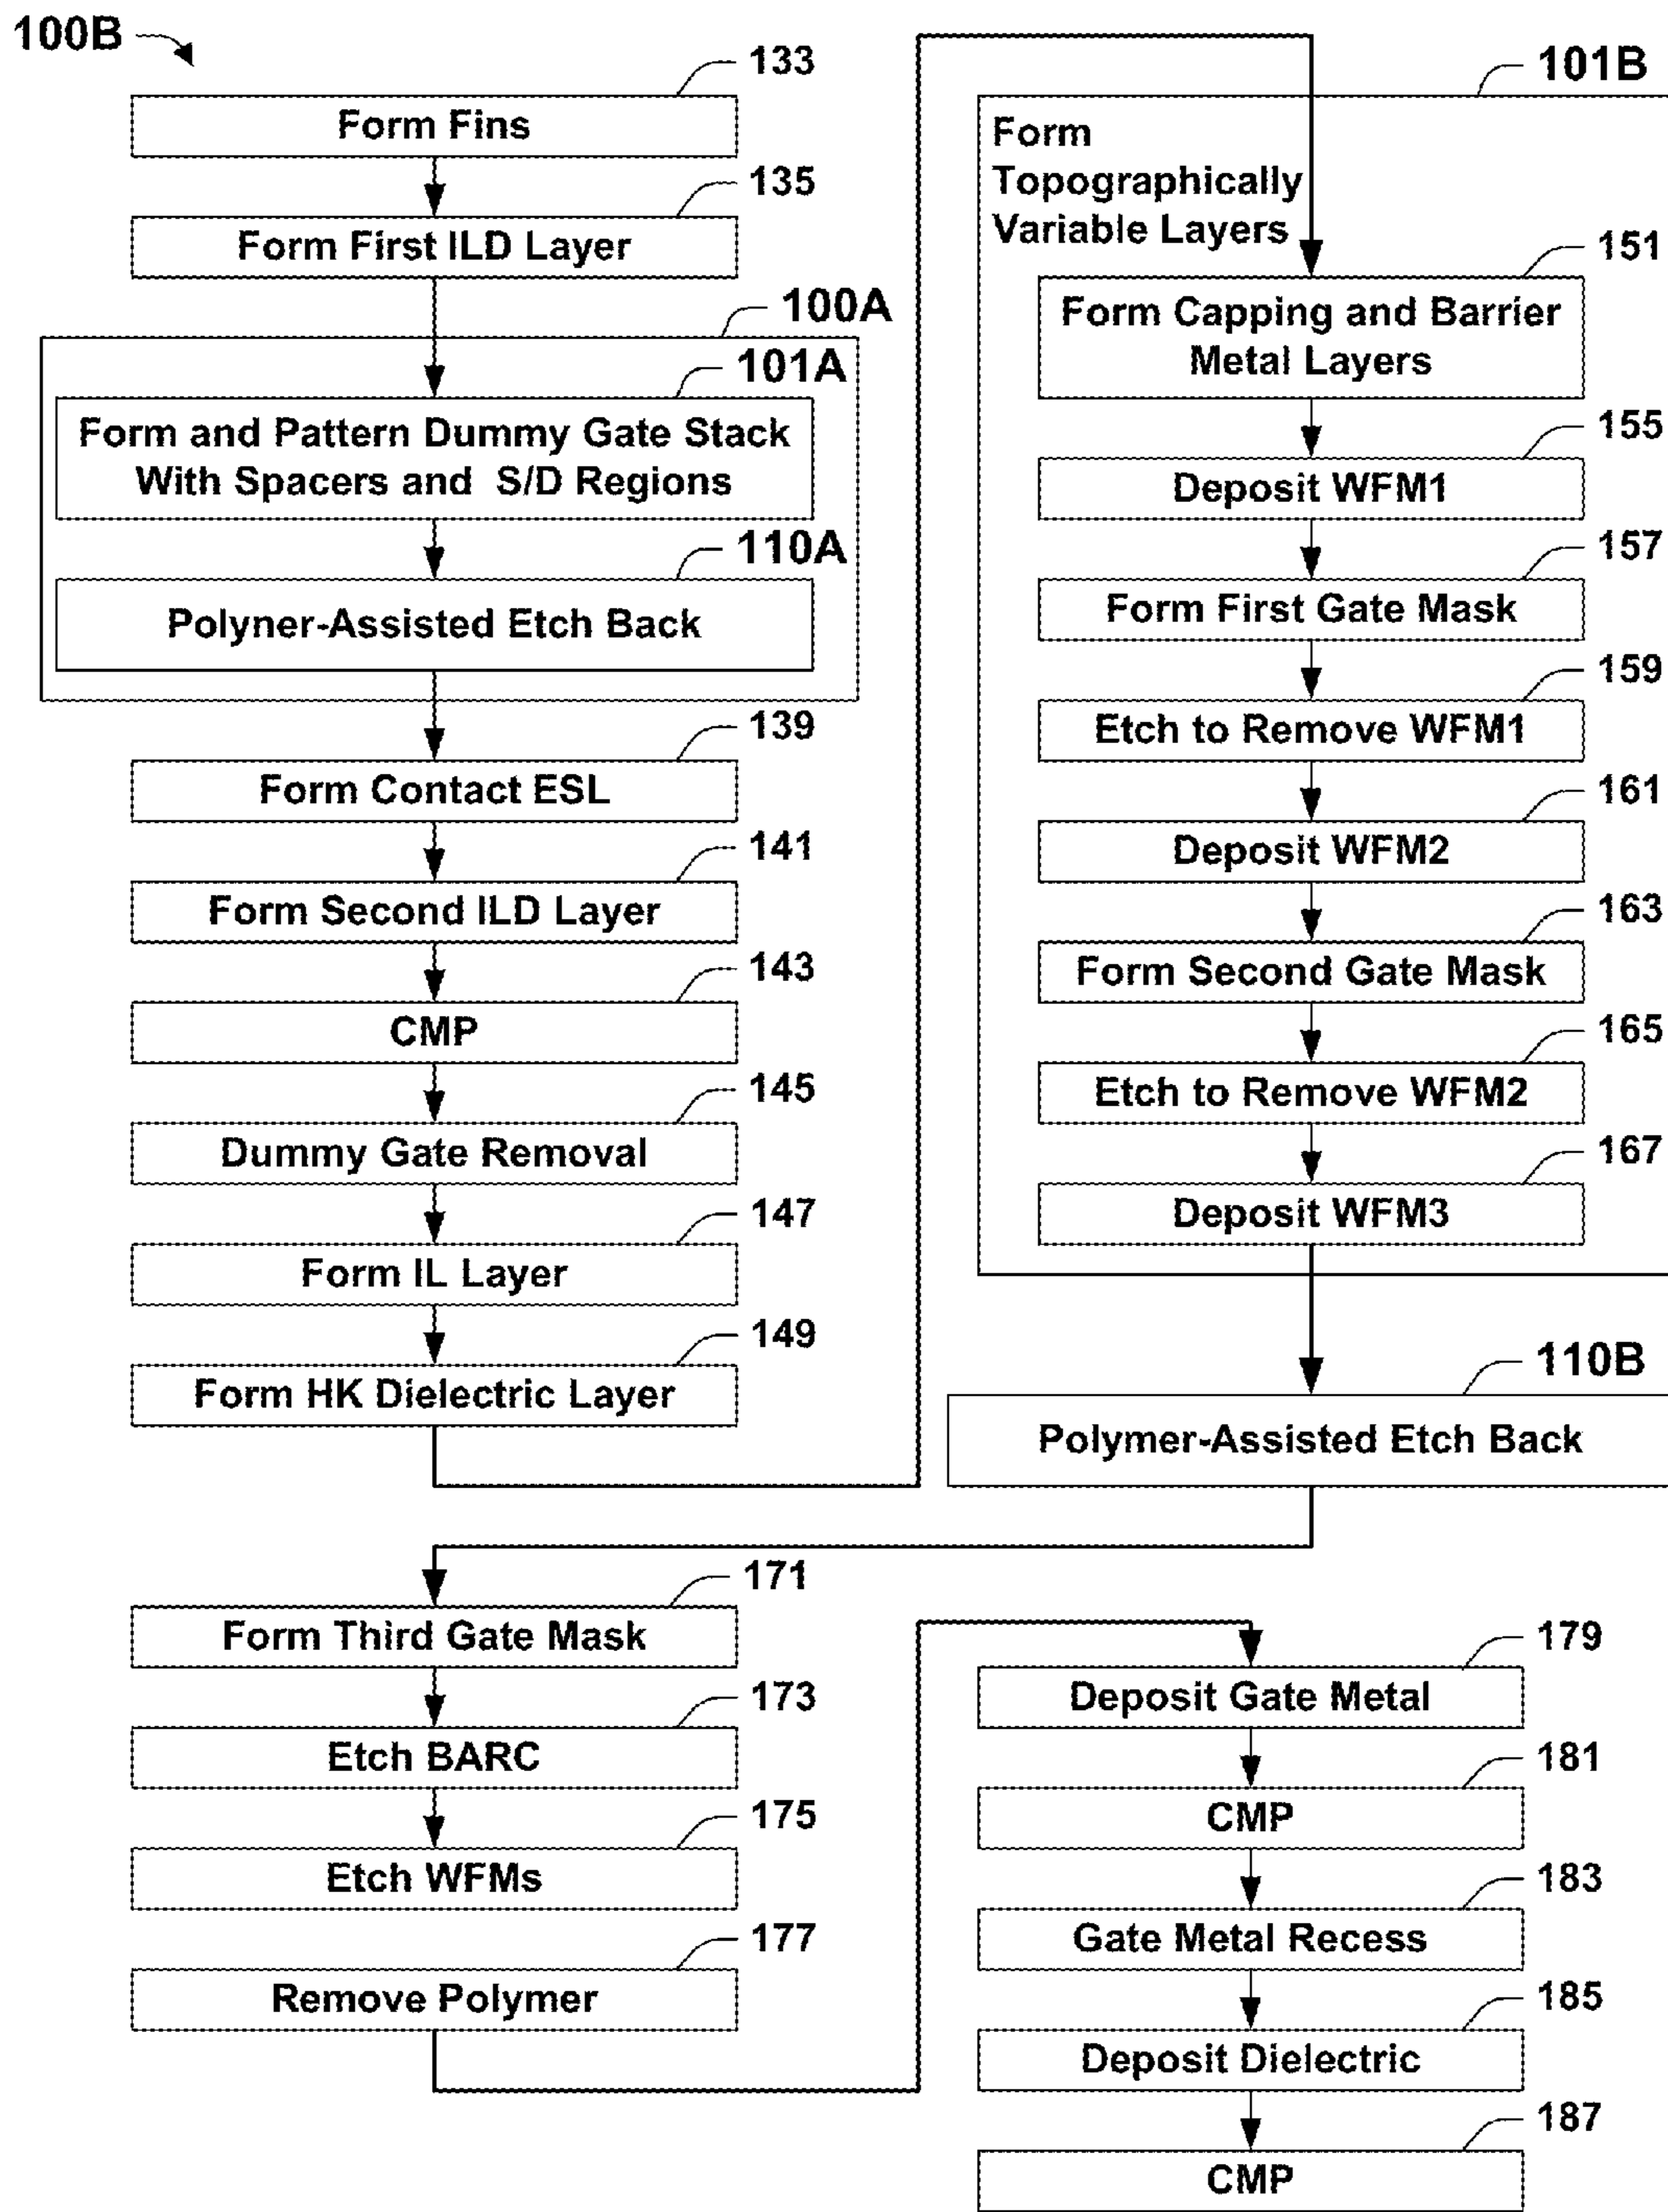 100B
133
Form Fins
135
Form First ILD Layer
100A
101A
Form and Pattern Dummy Gate Stack
With Spacers and S/D Regions
110A
Polyner-Assisted Etch Back
139
Form Contact ESL
141
Form Second ILD Layer
143
CMP
145
Dummy Gate Removal
147
Form IL Layer
149
Form HK Dielectric Layer
101B
Form
Topographically
Variable Layers
151
Form Capping and Barrier
Metal Layers
155
Deposit WFM1
157
Form First Gate Mask
159
Etch to Remove WFM1
161
Deposit WFM2
163
Form Second Gate Mask
165
Etch to Remove WFM2
167
Deposit WFM3
110B
Polymer-Assisted Etch Back
171
Form Third Gate Mask
173
Etch BARC
175
Etch WFMs
177
Remove Polymer
179
Deposit Gate Metal
181
CMP
183
Gate Metal Recess
185
Deposit Dielectric
187
CMP